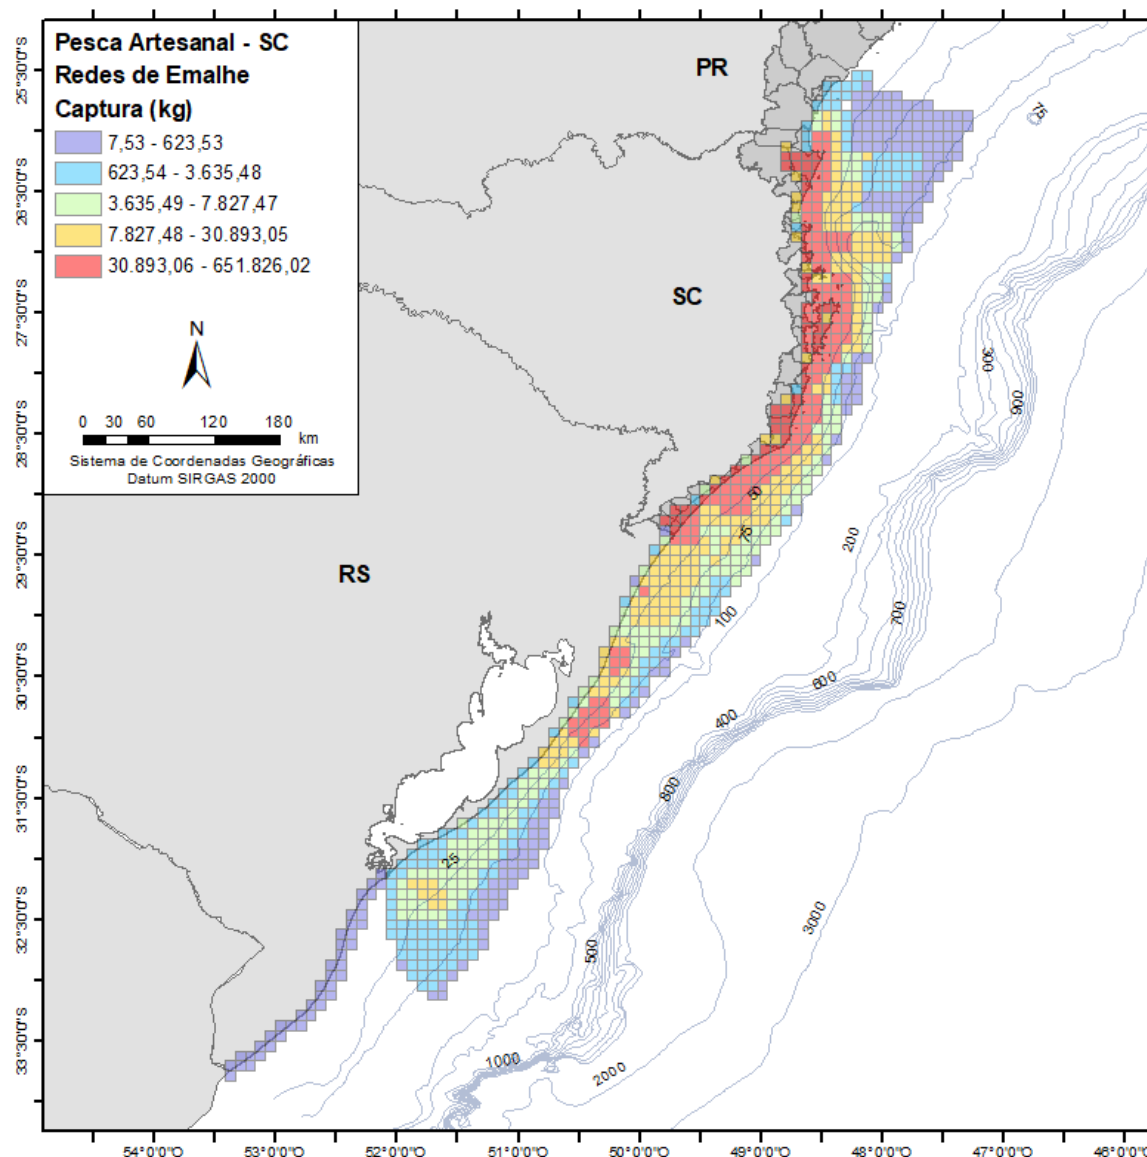 Pesca Artesanal - SC
Redes de Emalhe
Captura (kg)
7,53 - 623,53
623,54 - 3.635,48
3.635,49 - 7.827,47
7.827,48 - 30.893,05
30.893,06 - 651.826,02
N
0 30 60 120 180
km
Sistema de Coordenadas Geográficas
Datum SIRGAS 2000
PR
SC
RS
75
300
900
50
75
200
100
700
600
400
800
25
500
3000
1000
2000
25°30'0"S
26°30'0"S
27°30'0"S
28°30'0"S
29°30'0"S
30°30'0"S
31°30'0"S
32°30'0"S
33°30'0"S
54°0'0"O
53°0'0"O
52°0'0"O
51°0'0"O
50°0'0"O
49°0'0"O
48°0'0"O
47°0'0"O
46°0'0"O